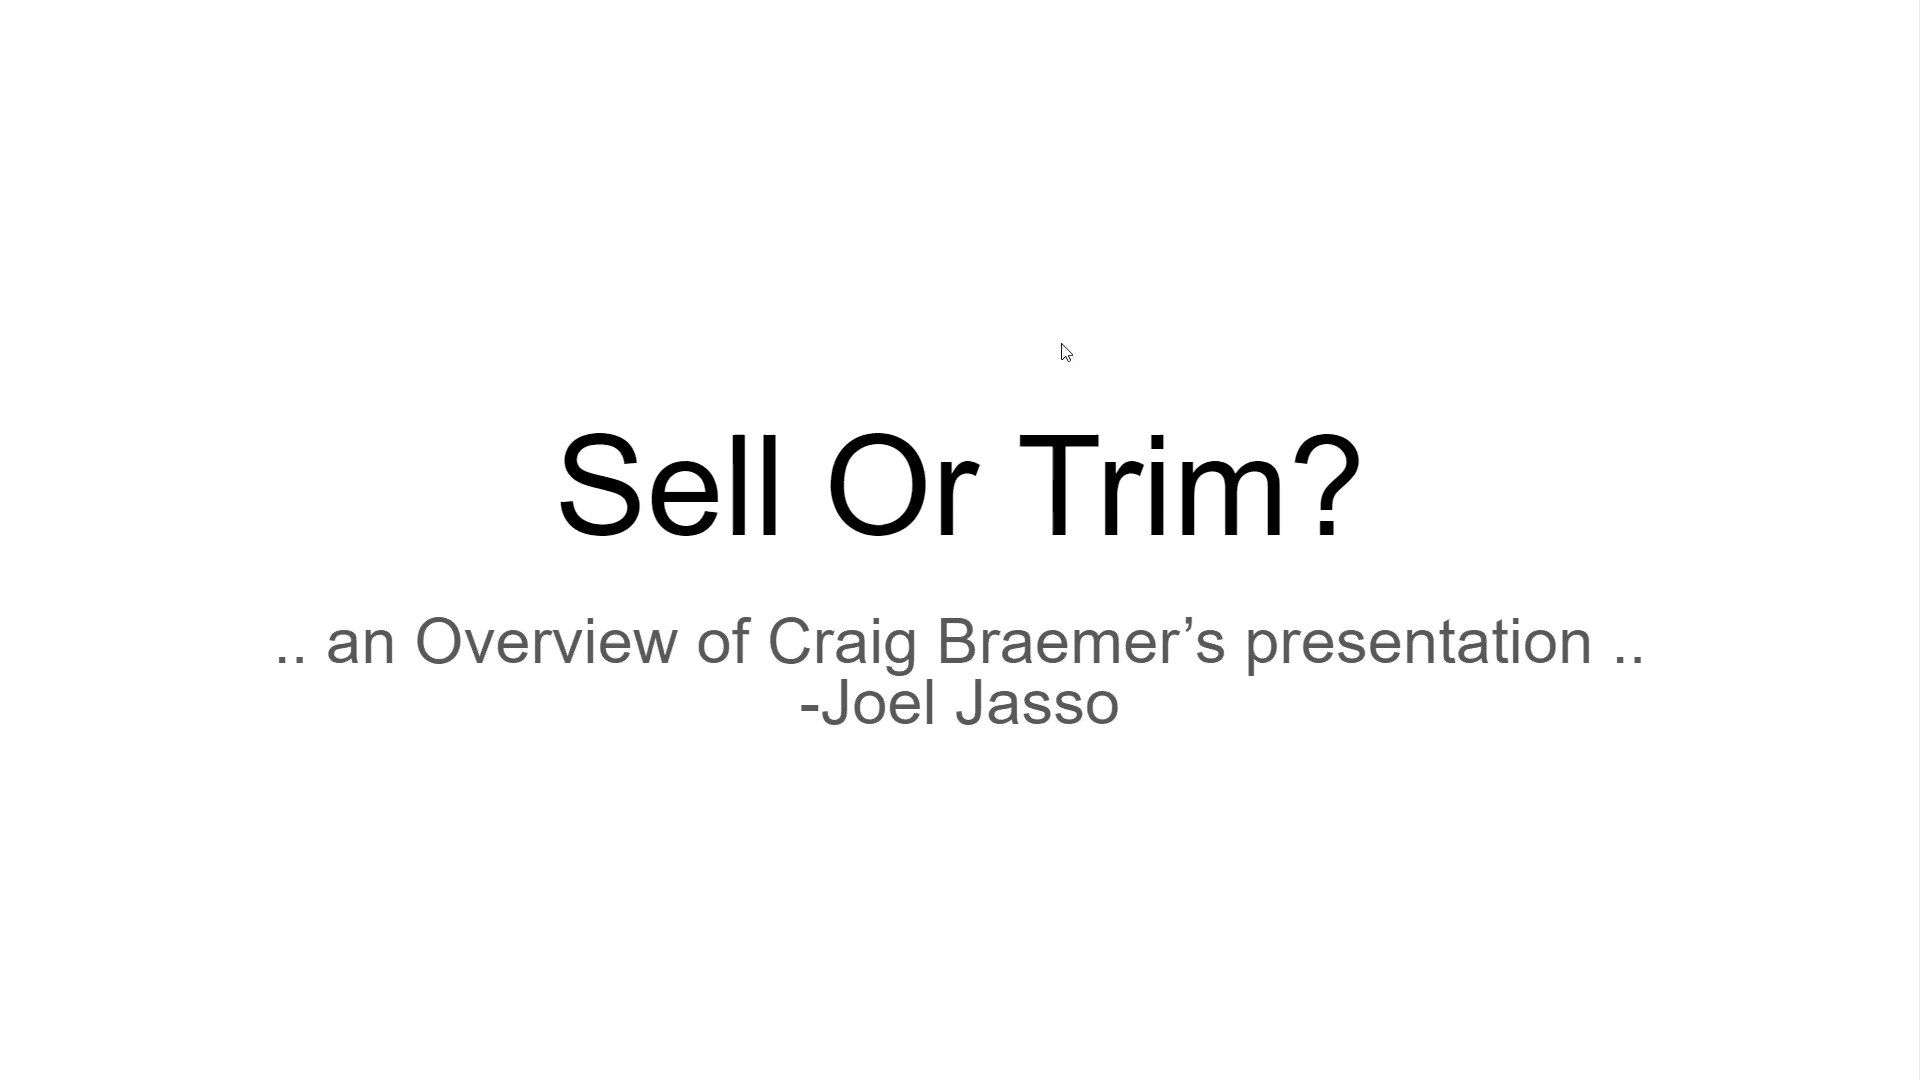 Sell Or Trim?
.. an Overview of Craig Braemer’s presentation ..
-Joel Jasso